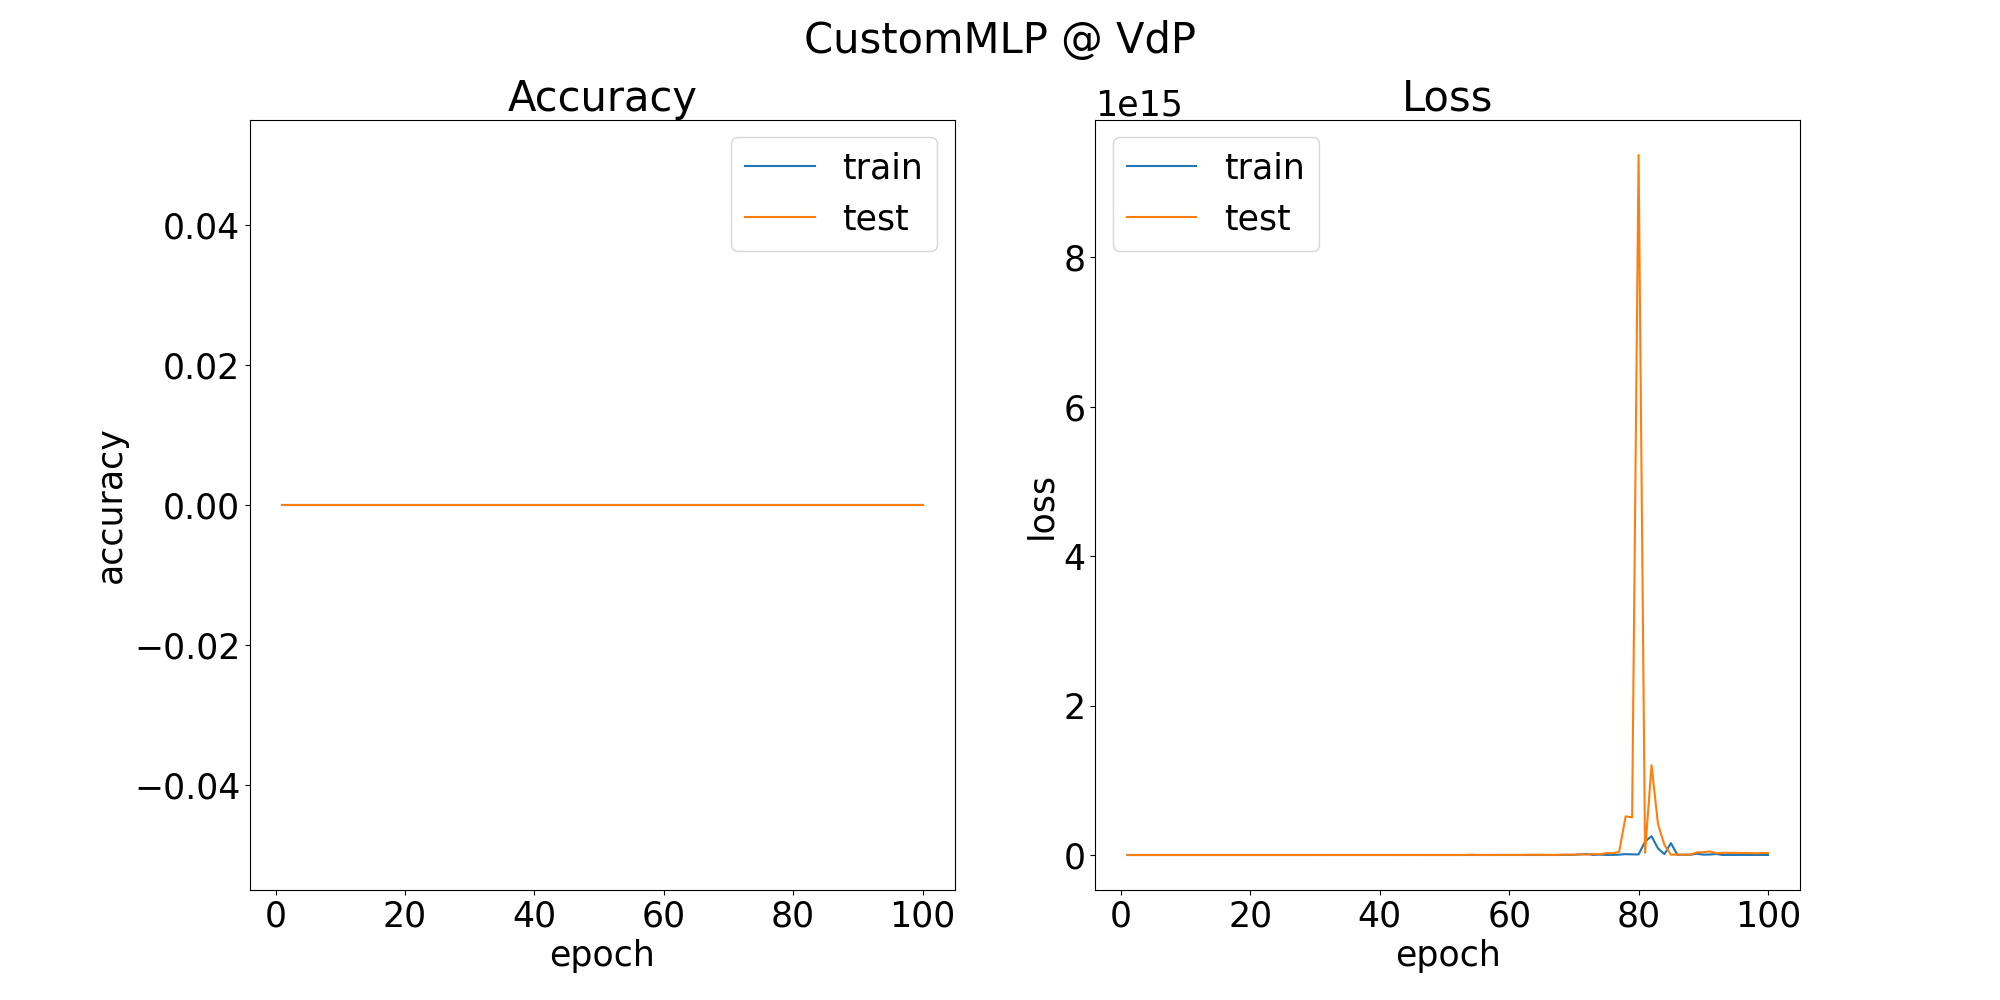 CustomMLP @ VdP
Accuracy
train
test
0.04
0.02
0.00
−0.02
−0.04
accuracy
0 20 40 60 80 100
epoch
Loss
1e15
train
test
8
6
4
2
0
loss
0 20 40 60 80 100
epoch